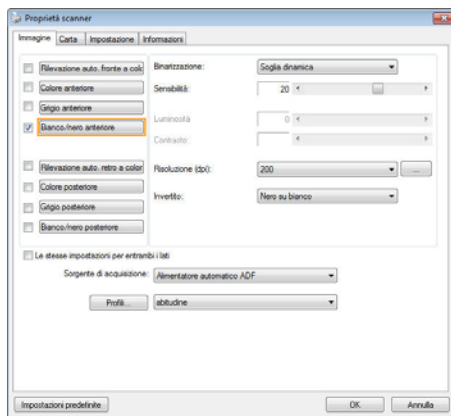 Proprietà scanner
Immagine Carta Impostazione Informazioni
Rilevazione auto. fronte a colo
Colore anteriore
Grigio anteriore
Bianco/nero anteriore
Rilevazione auto. retro a color
Colore posteriore
Grigio posteriore
Bianco/nero posteriore
Binarizzazione: Soglia dinamica
Sensibilità: 20
Luminosità 0
Contrasto:
Risoluzione (dpi): 200 ...
Invertito: Nero su bianco
Le stesse impostazioni per entrambi i lati
Sorgente di acquisizione: Alimentatore automatico ADF
Profili... abitudine
Impostazioni predefinite OK Annulla